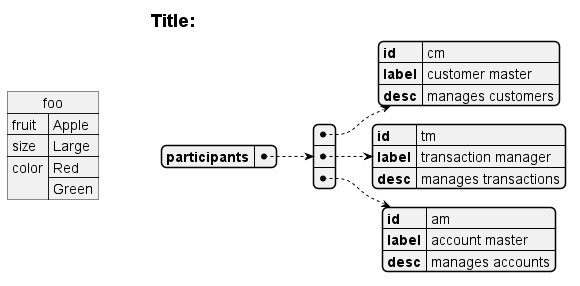 Title:
foo
fruit Apple
size Large
color Red
Green
participants
id cm
label customer master
desc manages customers
id tm
label transaction manager
desc manages transactions
id am
label account master
desc manages accounts